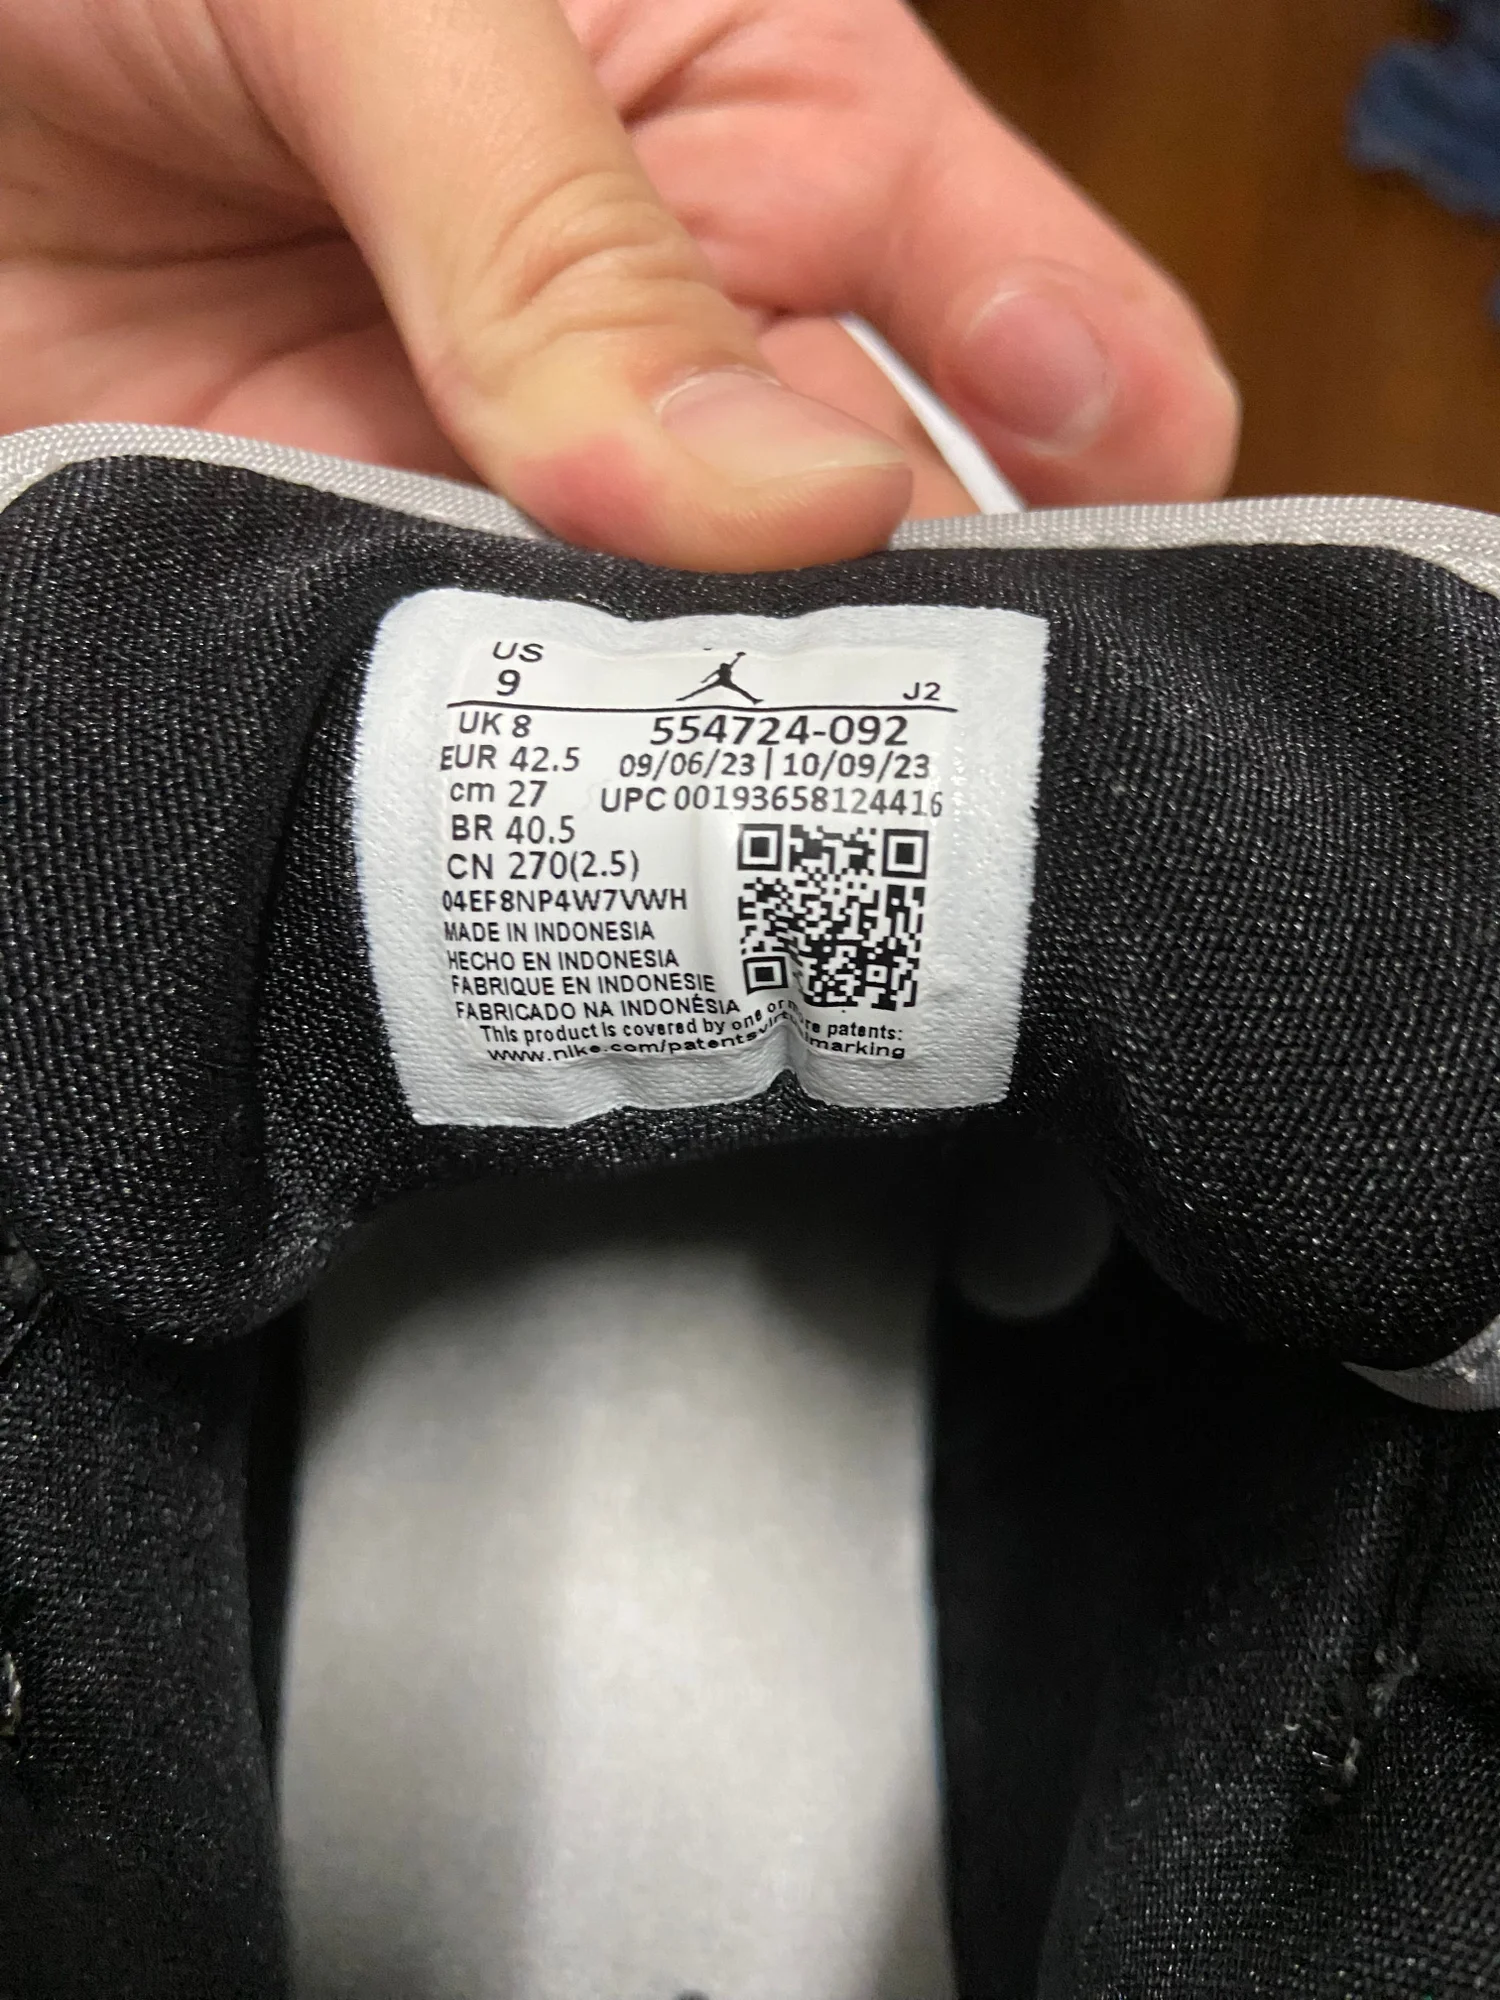 US
9
J2
UK 8
554724-092
EUR 42.5
09/06/23 | 10/09/23
cm 27
UPC 00193658124416
BR 40.5
CN 270(2.5)
04EF8NP4W7VWH
MADE IN INDONESIA
HECHO EN INDONESIA
FABRIQUE EN INDONESIE
FABRICADO NA INDONÉSIA
This product is covered by one or more patents:
www.nike.com/patentsvirtualmarking